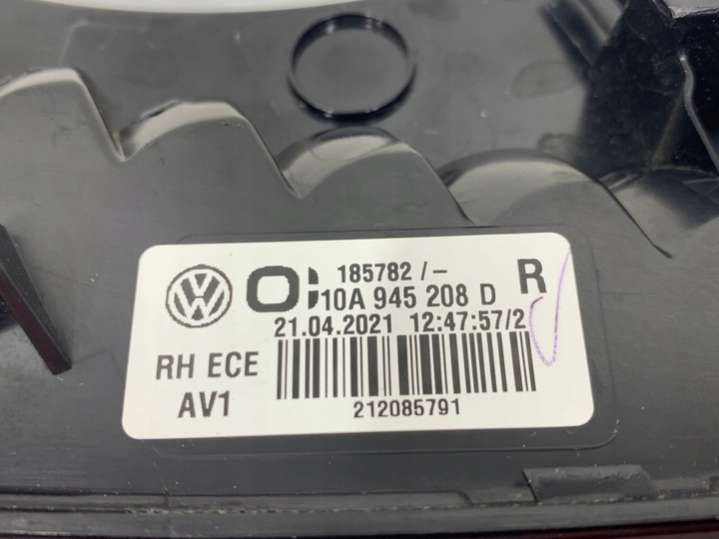 185782 / - R
10A 945 208 D
21.04.2021 12:47:57/2
RH ECE
AV1
212085791